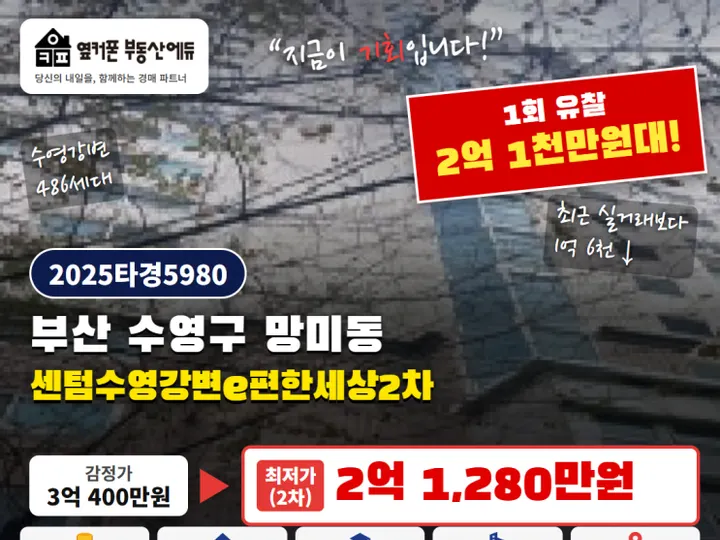 옆커폰 부동산에듀
당신의 내일을, 함께하는 경매 파트너
“지금이 기회입니다!”
1회 유찰
2억 1천만원대!
수영강변
486세대
최근 실거래보다
1억 6천 ↓
2025타경5980
부산 수영구 망미동
센텀수영강변e편한세상2차
감정가
3억 400만원
최저가
(2차)
2억 1,280만원